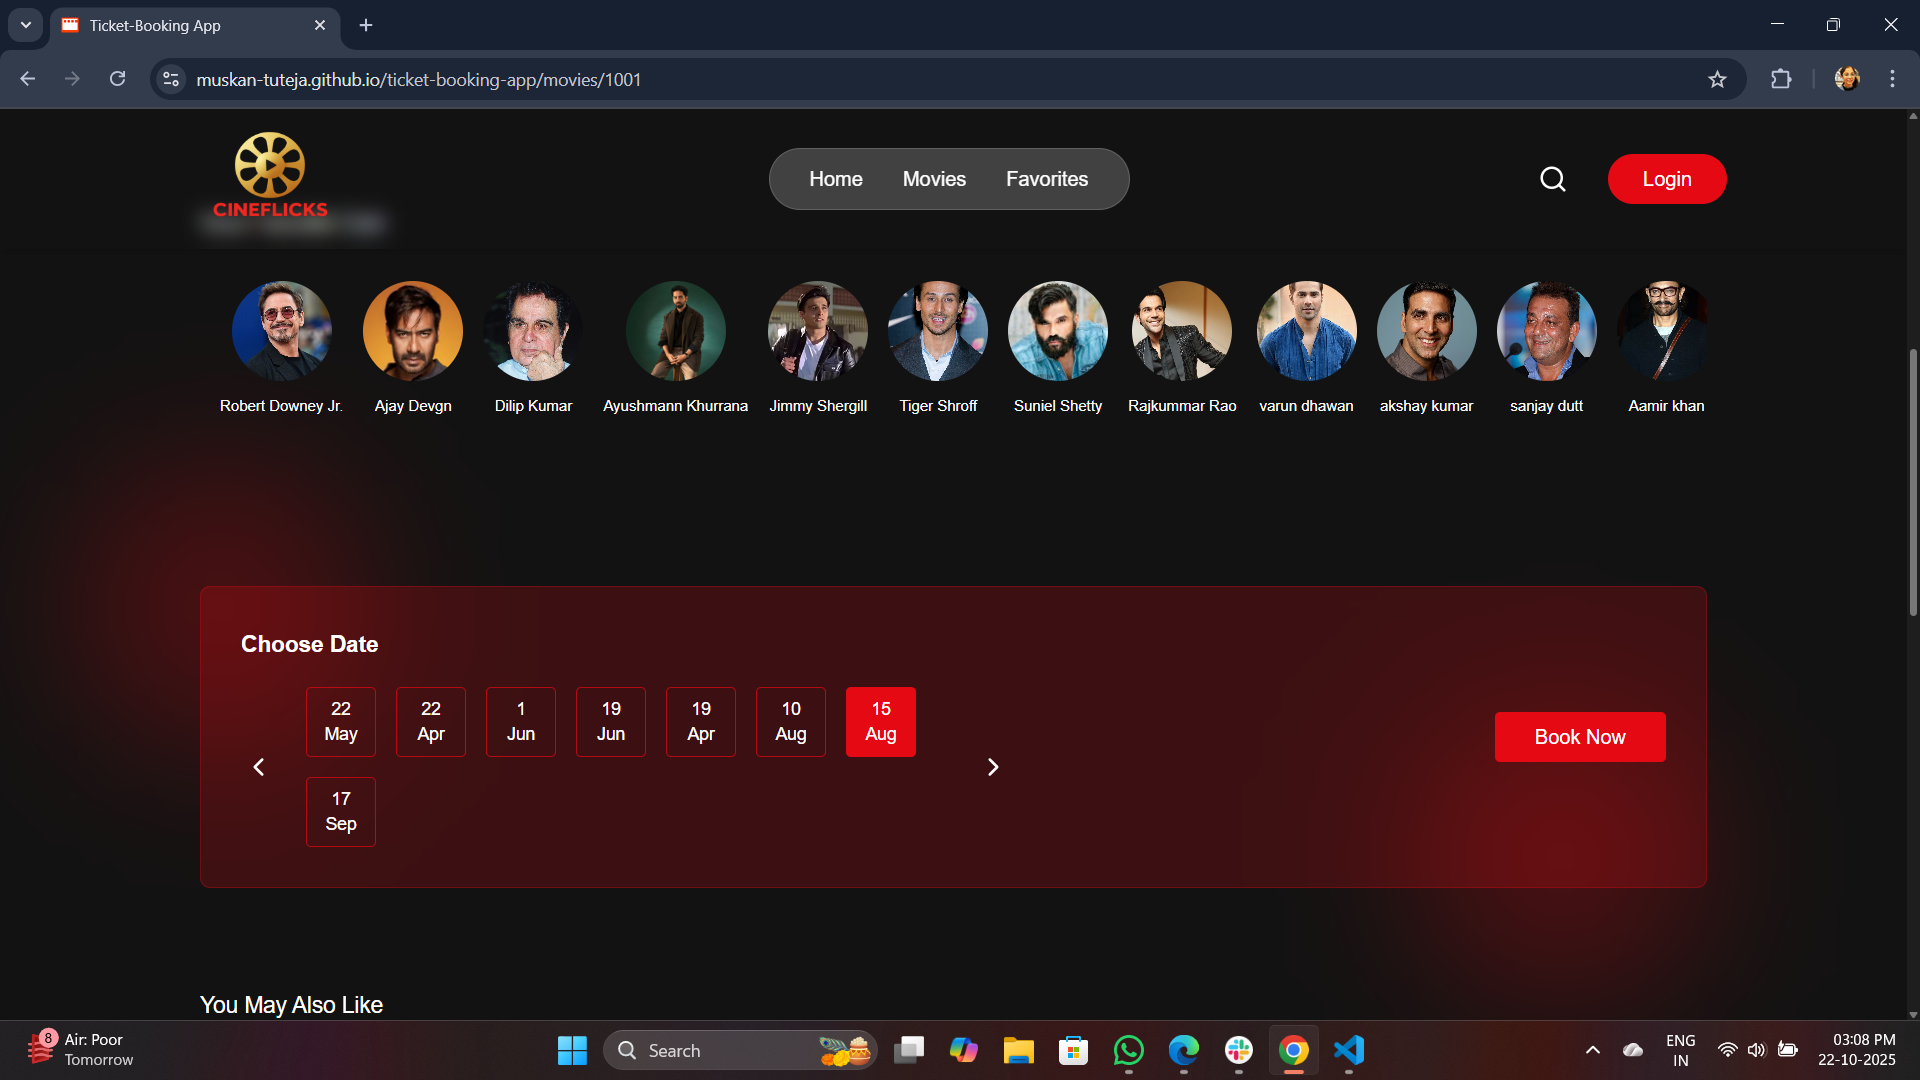 Ticket-Booking App
muskan-tuteja.github.io/ticket-booking-app/movies/1001
CINEFLICKS
Home Movies Favorites
Login
Robert Downey Jr. Ajay Devgn Dilip Kumar Ayushmann Khurrana Jimmy Shergill Tiger Shroff Suniel Shetty Rajkummar Rao varun dhawan akshay kumar sanjay dutt Aamir khan
Choose Date
22 22 1 19 19 10 15
May Apr Jun Jun Apr Aug Aug
Book Now
17
Sep
You May Also Like
8
Air: Poor
Tomorrow
Search
ENG
IN
03:08 PM
22-10-2025